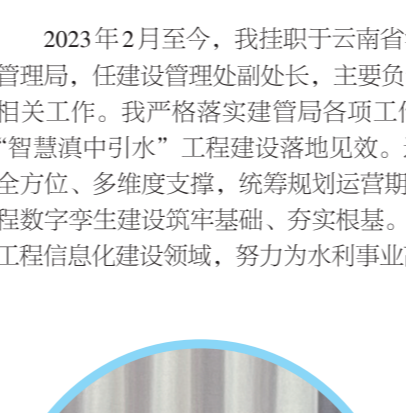 2023年2月至今，我挂职于云南省
管理局，任建设管理处副处长，主要负
相关工作。我严格落实建管局各项工作
“智慧滇中引水”工程建设落地见效。
全方位、多维度支撑，统筹规划运营期
程数字孪生建设筑牢基础、夯实根基。
工程信息化建设领域，努力为水利事业